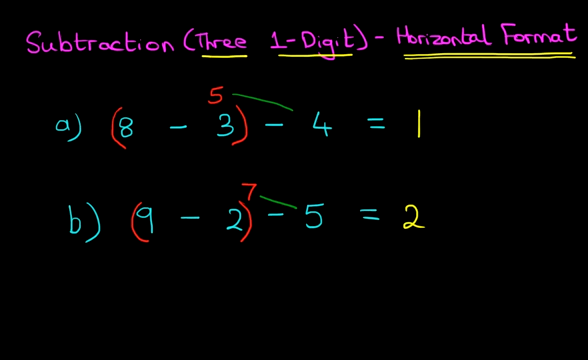 Subtraction (Three 1-Digit) - Horizontal Format
5
a) (8 - 3) - 4 = 1
7
b) (9 - 2) - 5 = 2